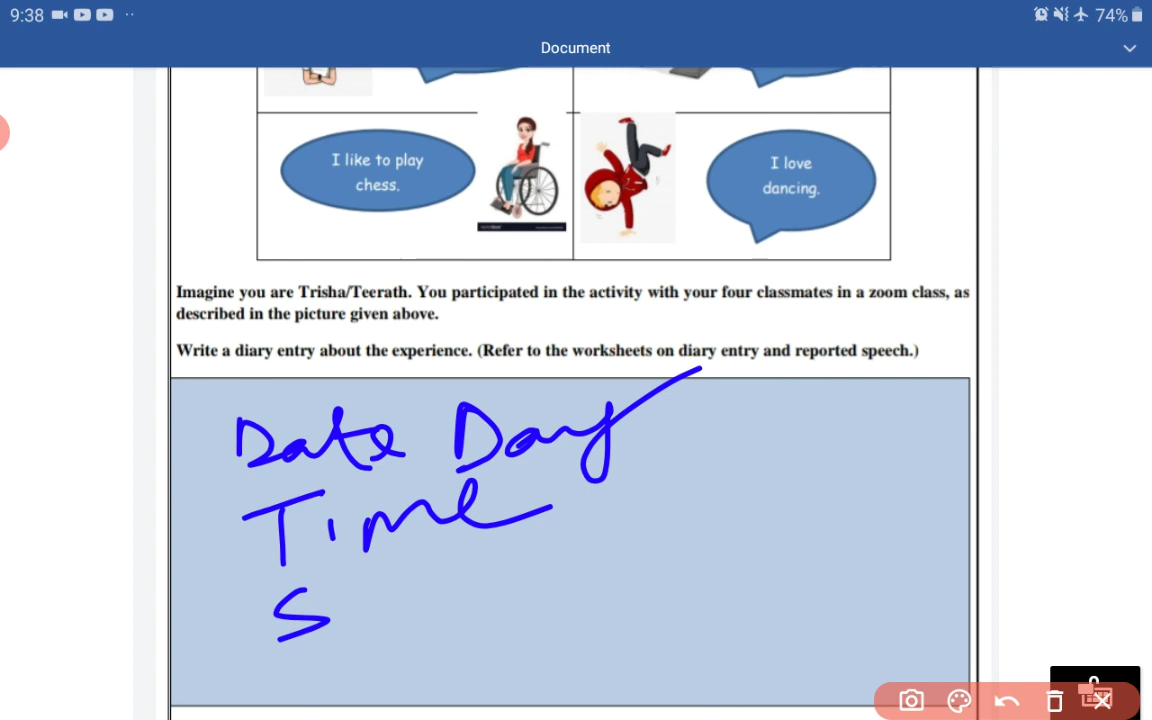 9:38
74%
Document
I like to play
chess.
I love
dancing.
Imagine you are Trisha/Teerath. You participated in the activity with your four classmates in a zoom class, as
described in the picture given above.
Write a diary entry about the experience. (Refer to the worksheets on diary entry and reported speech.)
Date Day
Time
S